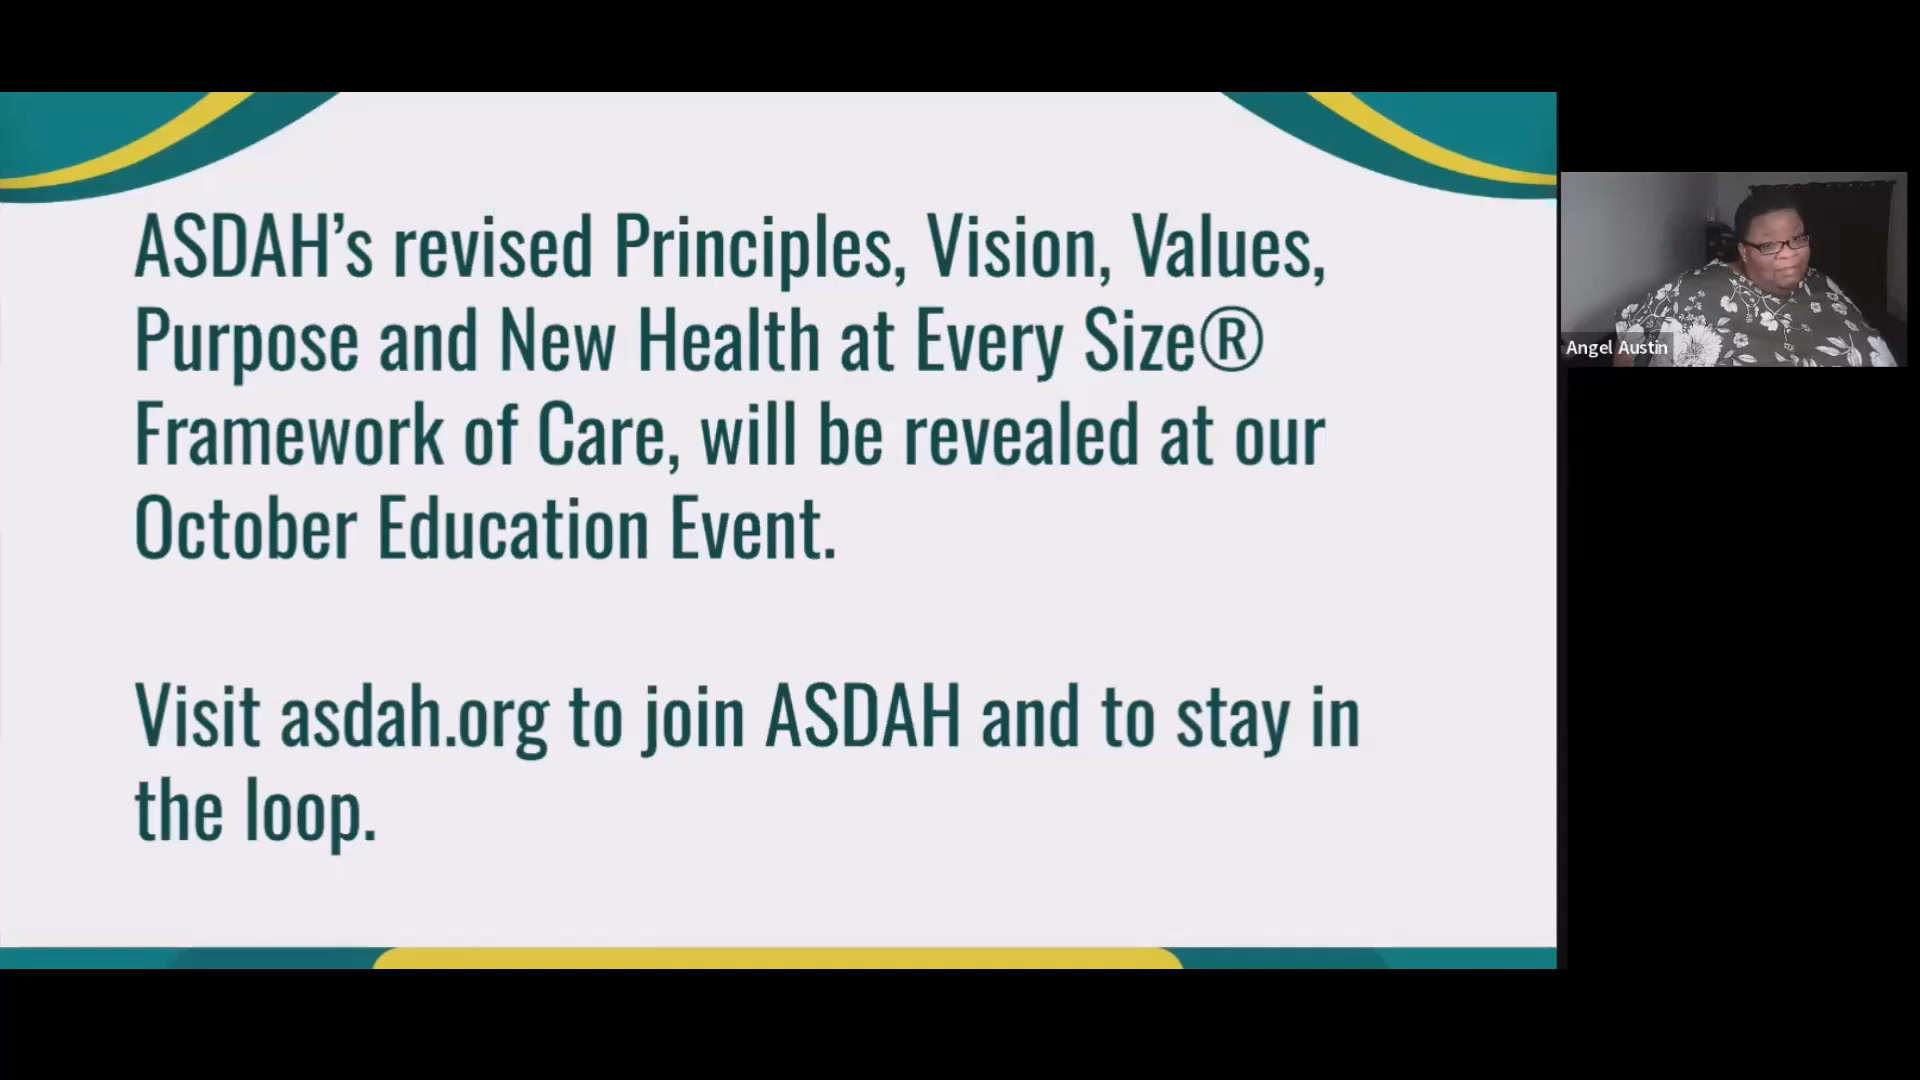 ASDAH’s revised Principles, Vision, Values,
Purpose and New Health at Every Size®
Framework of Care, will be revealed at our
October Education Event.
Visit asdah.org to join ASDAH and to stay in
the loop.
Angel Austin